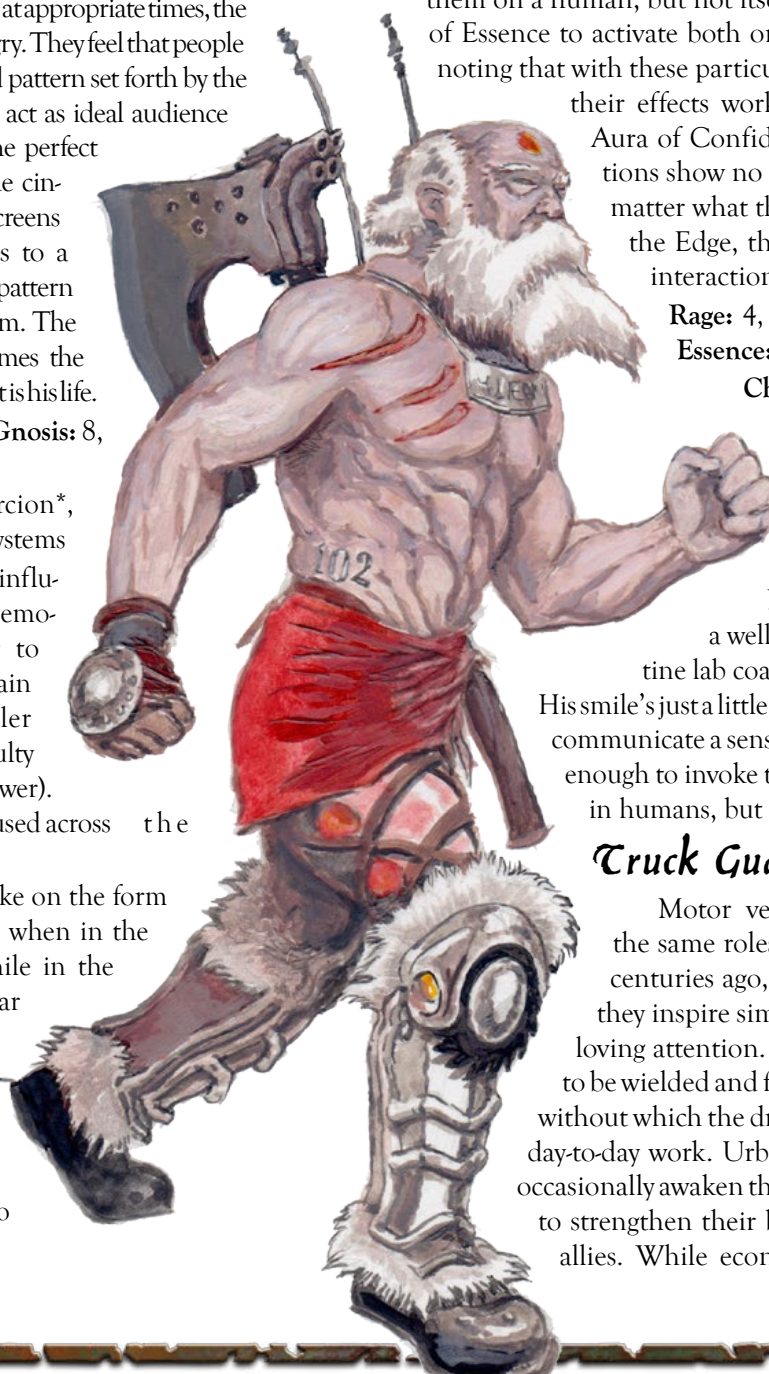 at appropriate times, the
ry. They feel that people
l pattern set forth by the
act as ideal audience
ne perfect
e cin-
creens
s to a
pattern
m. The
mes the
t is his life.
Gnosis: 8,
rcion*,
ystems
influ-
emo-
to
ain
ler
ulty
wer).
used across the
ke on the form
when in the
ile in the
ar
o
them on a human, but not itse
of Essence to activate both or
noting that with these particu
their effects work
Aura of Confid
tions show no
matter what th
the Edge, th
interaction
Rage: 4,
Essence:
Ch
102
a well
tine lab coa
His smile's just a little
communicate a sens
enough to invoke t
in humans, but
Truck Gua
Motor ve
the same roles
centuries ago,
they inspire sim
loving attention.
to be wielded and f
without which the dr
day-to-day work. Urb
occasionally awaken th
to strengthen their b
allies. While econ